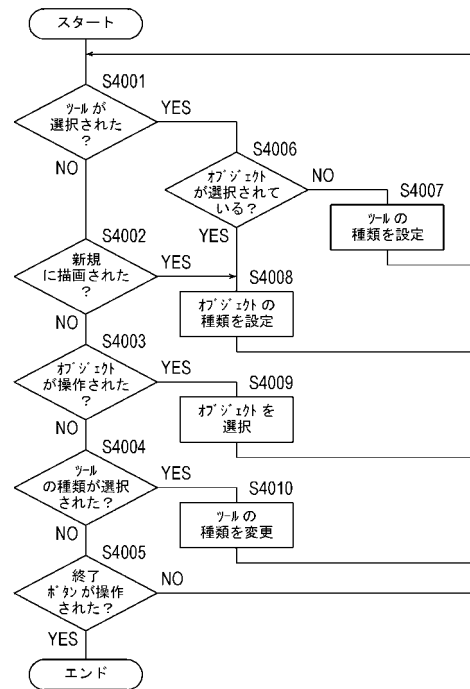 スタート
S4001
ツールが
選択された
?
YES
NO
S4006
オブジェクト
が選択されて
いる?
NO
YES
S4007
ツールの
種類を設定
S4002
新規
に描画された
?
YES
NO
S4008
オブジェクトの
種類を設定
S4003
オブジェクト
が操作された
?
YES
NO
S4009
オブジェクトを
選択
S4004
ツール
の種類が選択
された?
YES
NO
S4010
ツールの
種類を変更
S4005
終了
ボタンが操作
された?
NO
YES
エンド